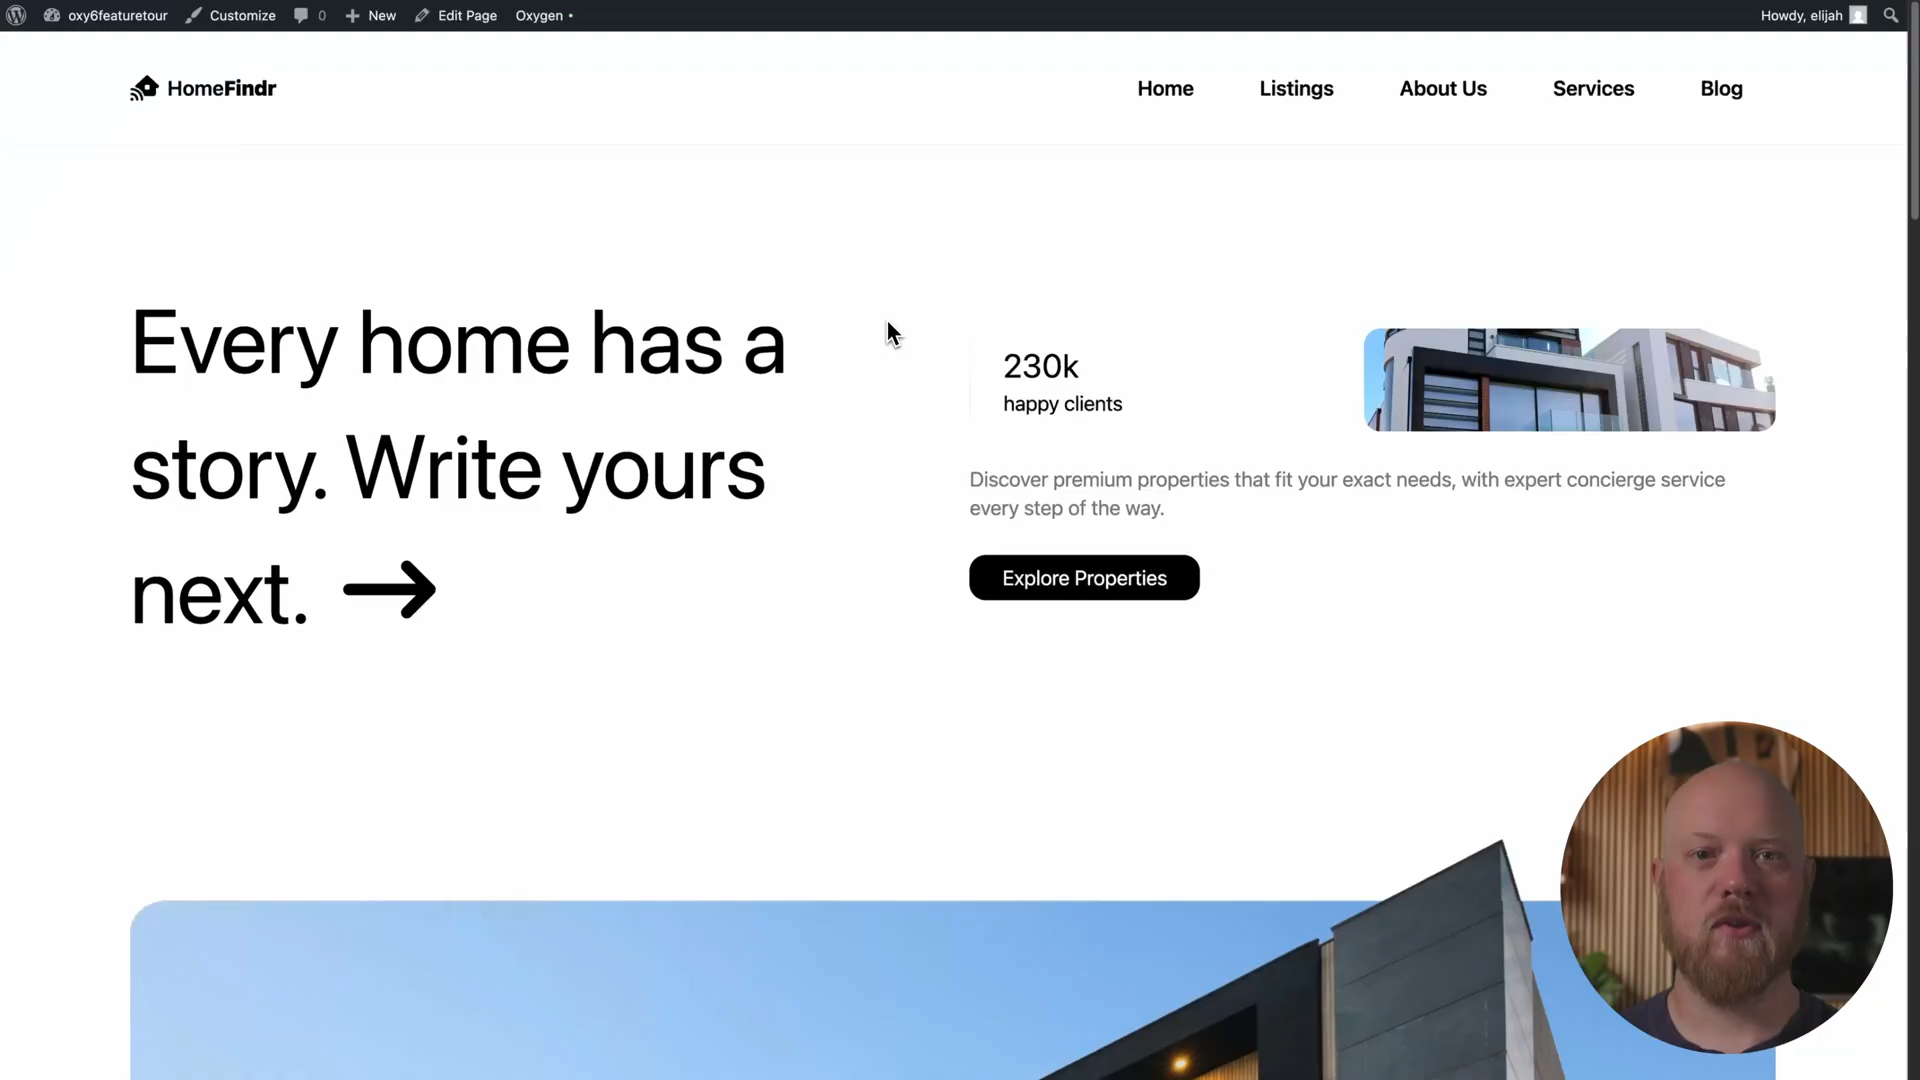 oxy6featuretour Customize 0 New Edit Page Oxygen Howdy, elijah
HomeFindr Home Listings About Us Services Blog
Every home has a
story. Write yours
next. →
230k
happy clients
Discover premium properties that fit your exact needs, with expert concierge service
every step of the way.
Explore Properties